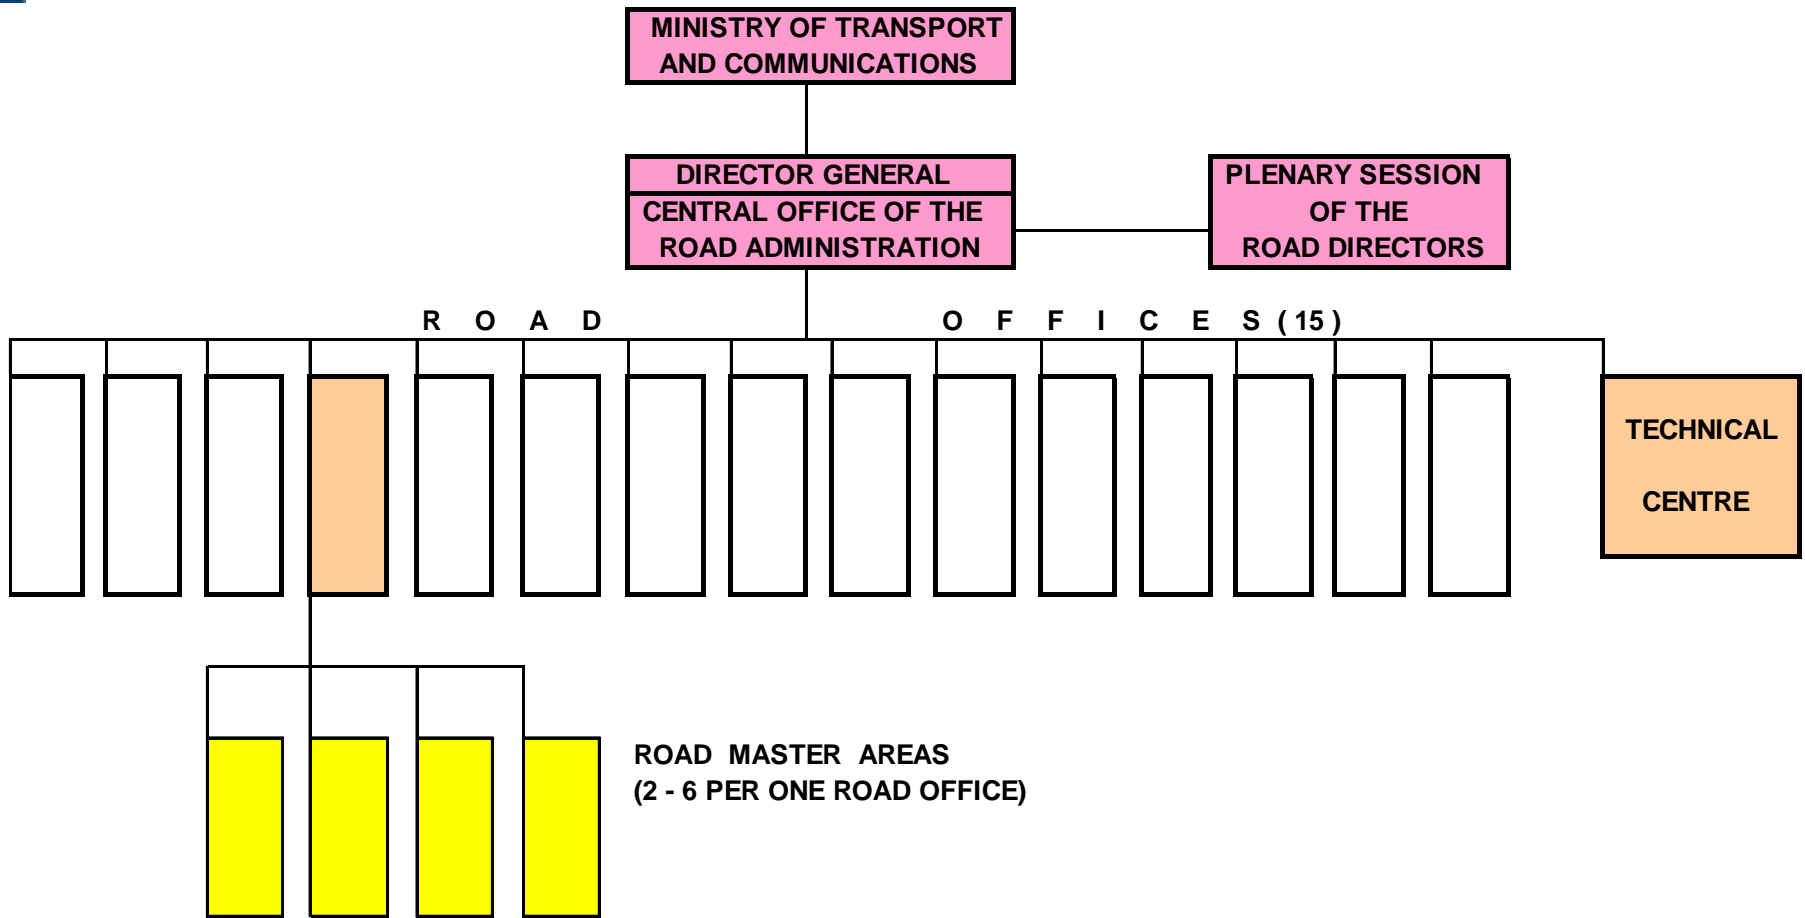 MINISTRY OF TRANSPORT
AND COMMUNICATIONS
DIRECTOR GENERAL
CENTRAL OFFICE OF THE
ROAD ADMINISTRATION
PLENARY SESSION
OF THE
ROAD DIRECTORS
R O A D O F F I C E S ( 15 )
TECHNICAL
CENTRE
ROAD MASTER AREAS
(2 - 6 PER ONE ROAD OFFICE)